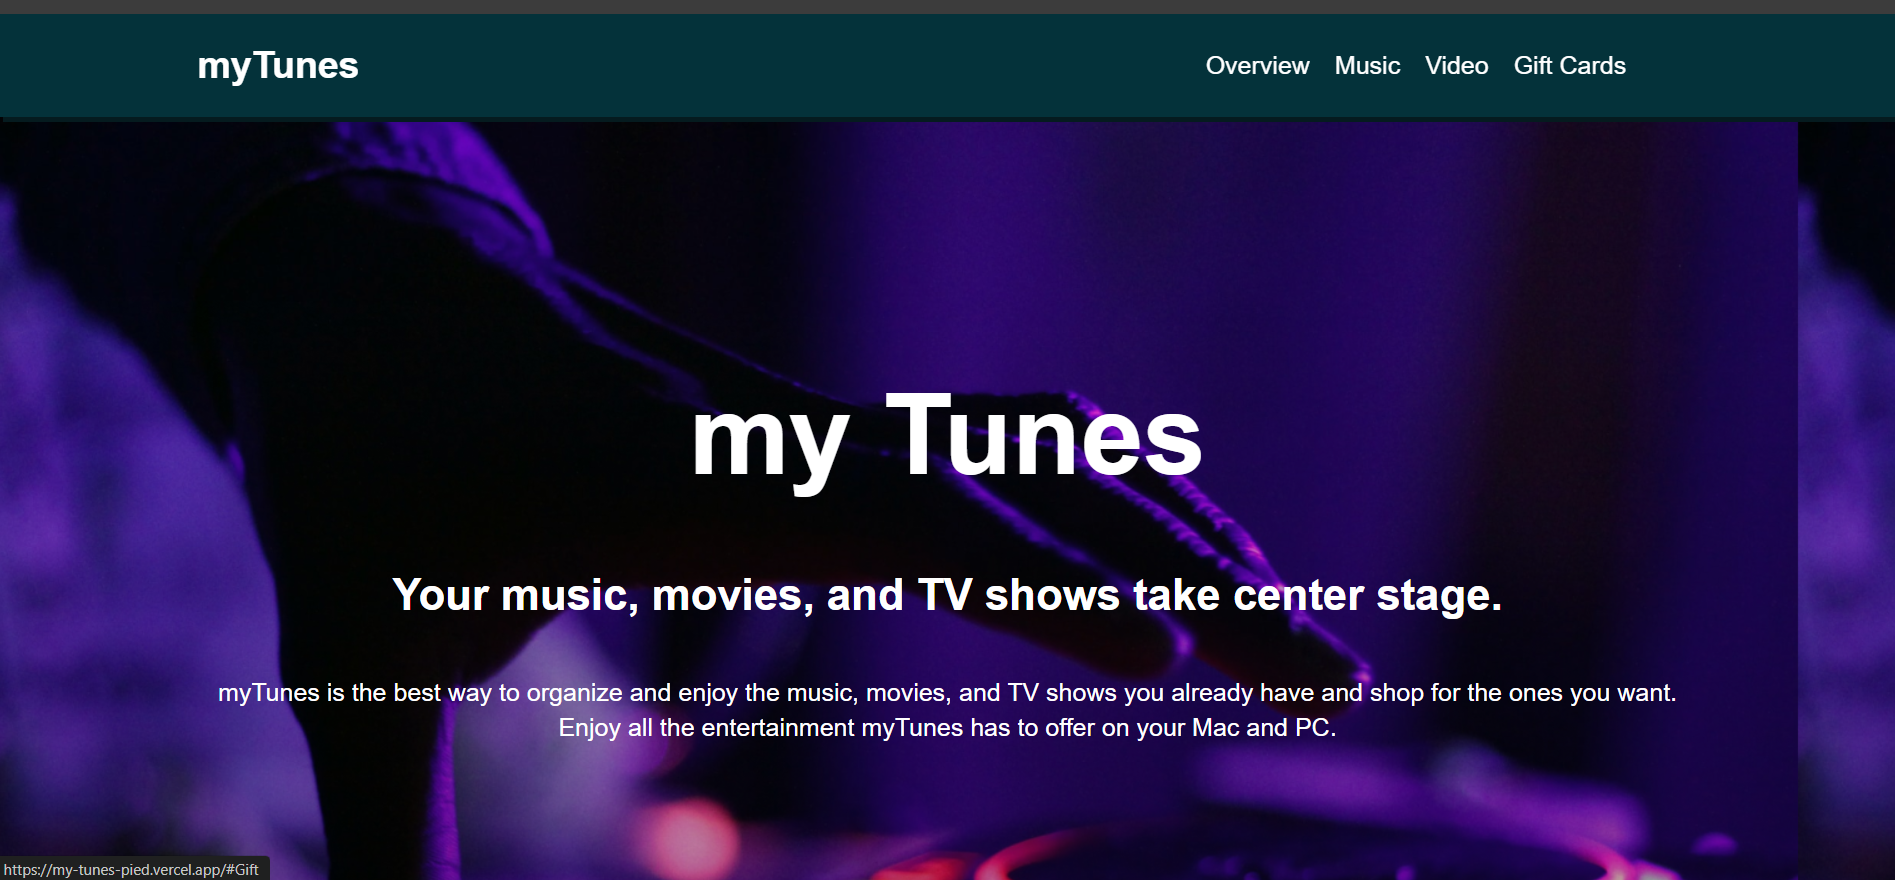 myTunes
Overview Music Video Gift Cards
my Tunes
Your music, movies, and TV shows take center stage.
myTunes is the best way to organize and enjoy the music, movies, and TV shows you already have and shop for the ones you want.
Enjoy all the entertainment myTunes has to offer on your Mac and PC.
https://my-tunes-pied.vercel.app/#Gift